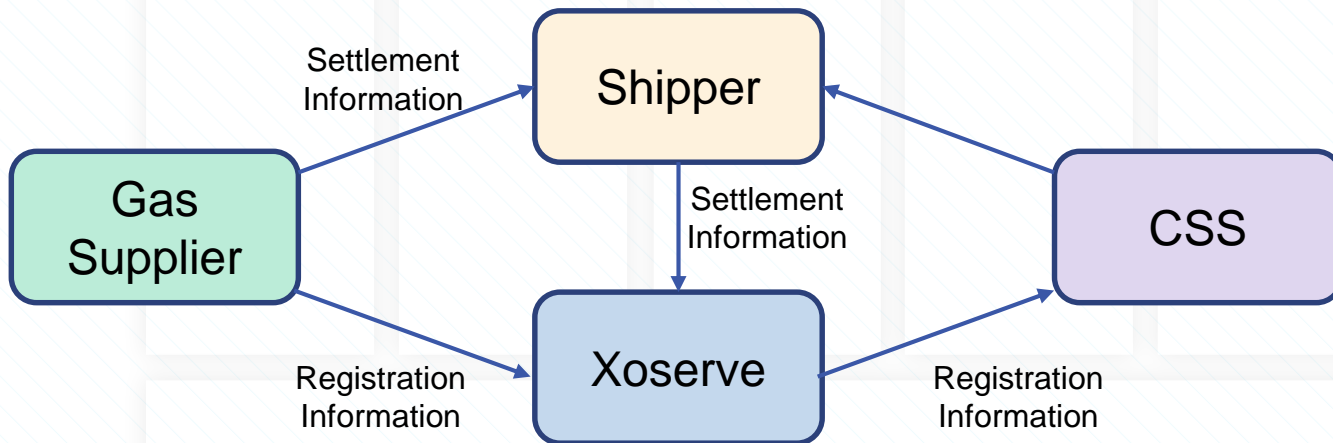 Settlement
Information
Shipper
Gas
Supplier
Settlement
Information
CSS
Registration
Information
Xoserve
Registration
Information